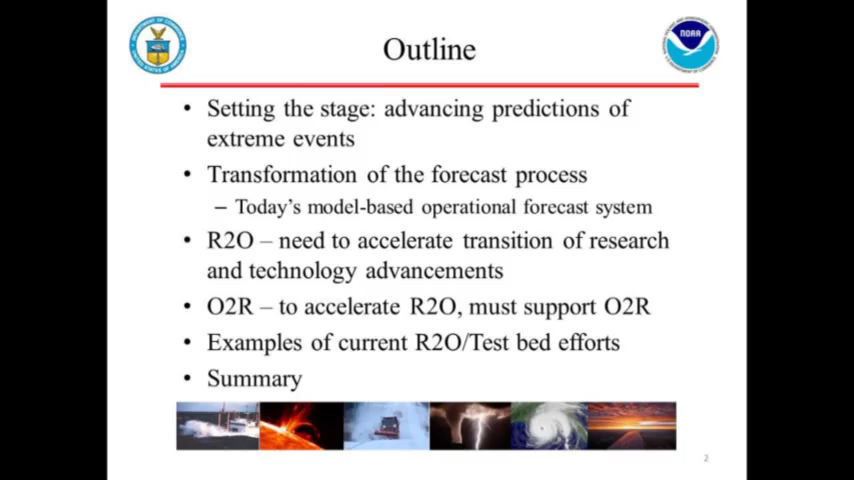 Outline
NOAA
• Setting the stage: advancing predictions of
extreme events
• Transformation of the forecast process
– Today's model-based operational forecast system
• R2O – need to accelerate transition of research
and technology advancements
• O2R – to accelerate R2O, must support O2R
• Examples of current R2O/Test bed efforts
• Summary
2